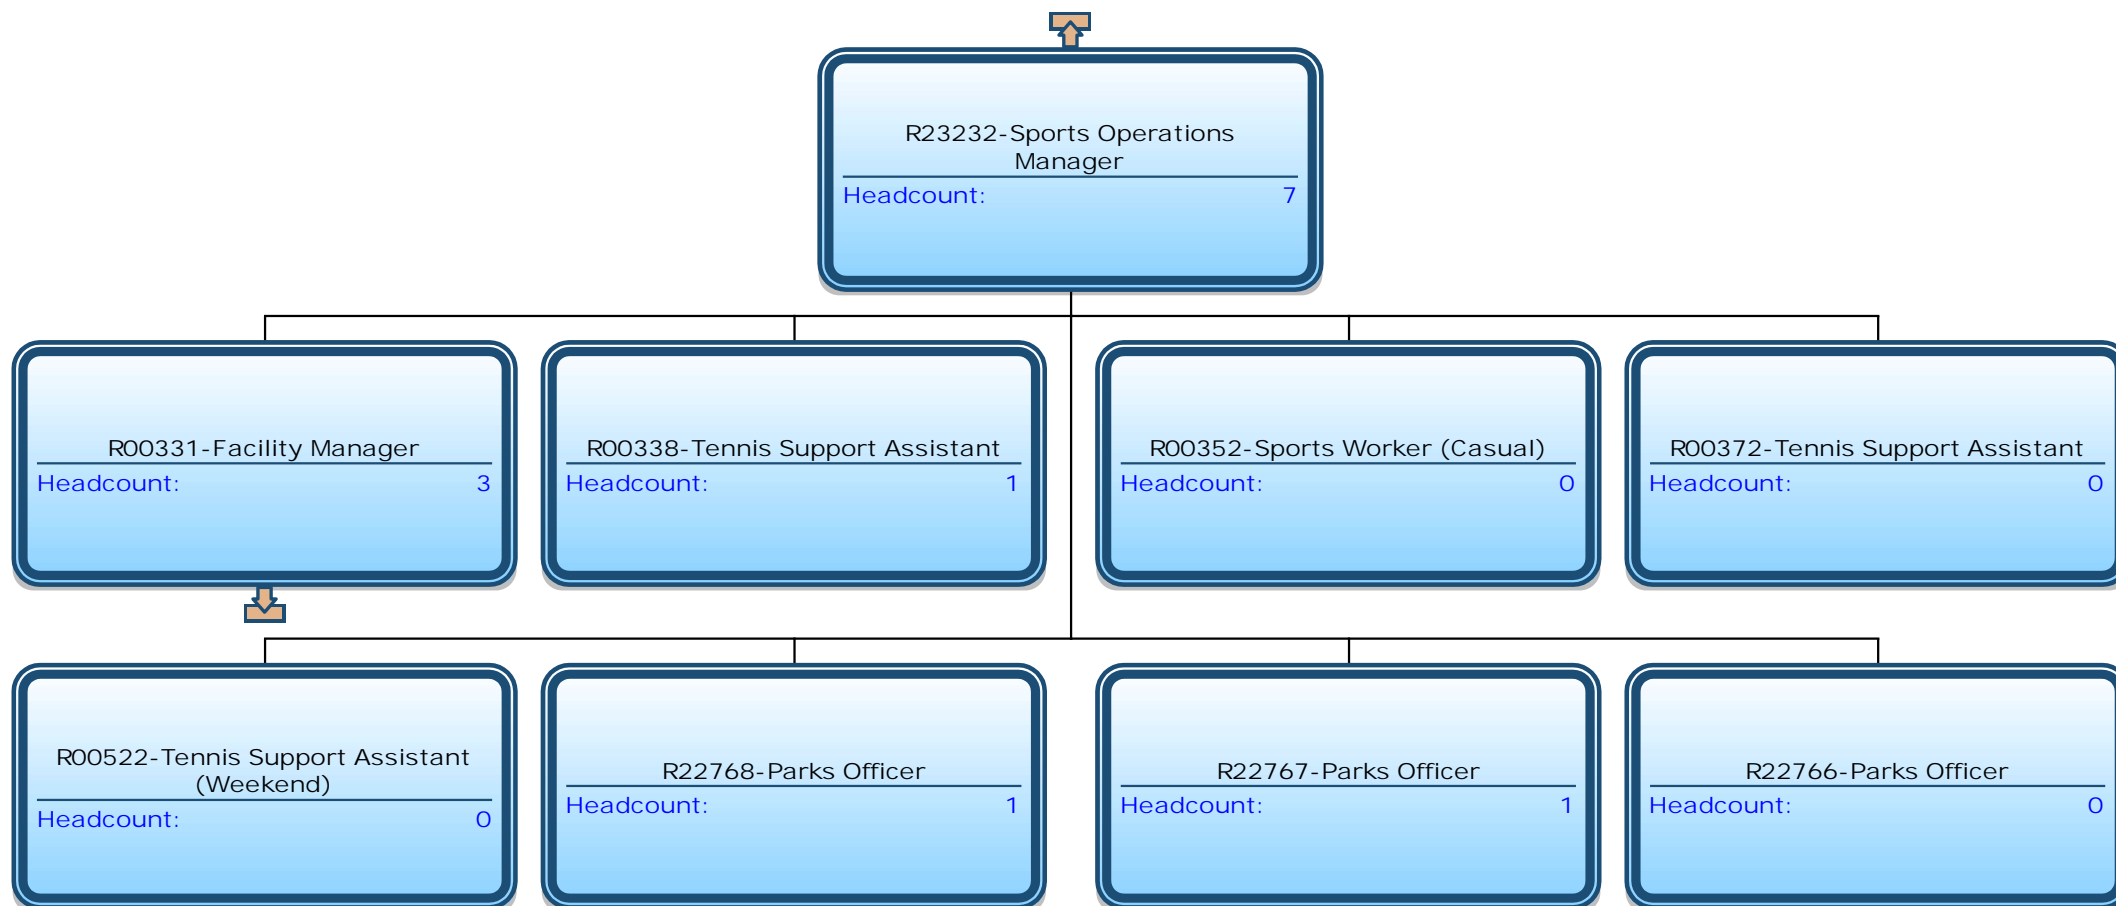 R23232-Sports Operations
Manager
Headcount: 7
R00331-Facility Manager
Headcount: 3
R00338-Tennis Support Assistant
Headcount: 1
R00352-Sports Worker (Casual)
Headcount: 0
R00372-Tennis Support Assistant
Headcount: 0
R00522-Tennis Support Assistant
(Weekend)
Headcount: 0
R22768-Parks Officer
Headcount: 1
R22767-Parks Officer
Headcount: 1
R22766-Parks Officer
Headcount: 0